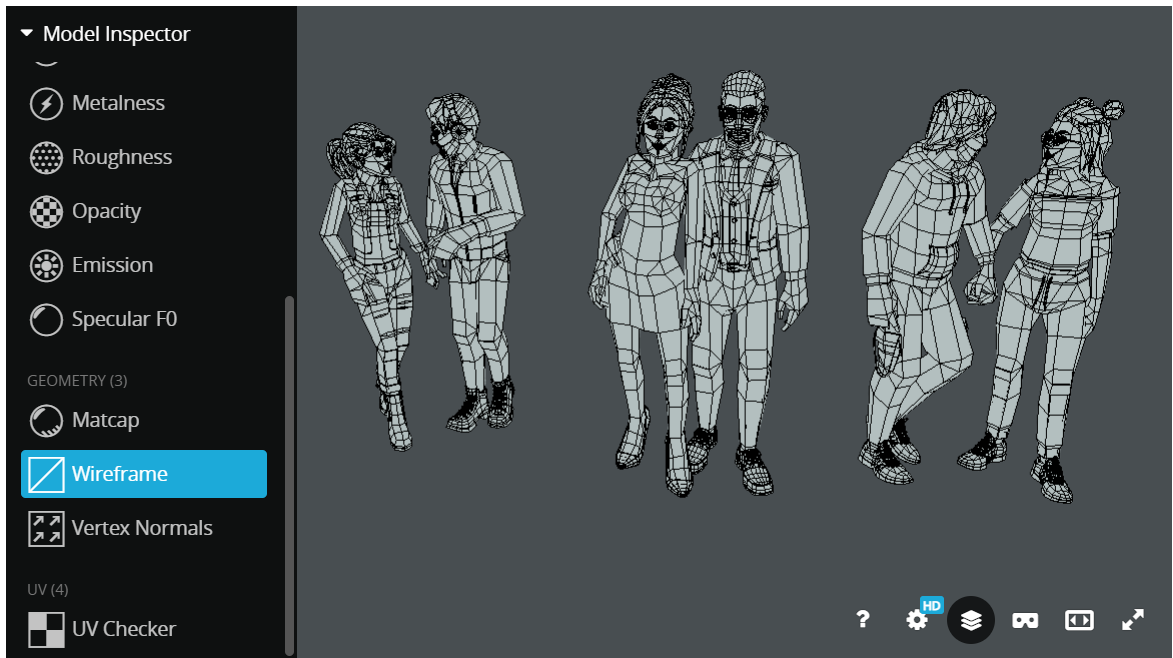 Model Inspector
Metalness
Roughness
Opacity
Emission
Specular F0
GEOMETRY (3)
Matcap
Wireframe
Vertex Normals
UV (4)
UV Checker
?
HD